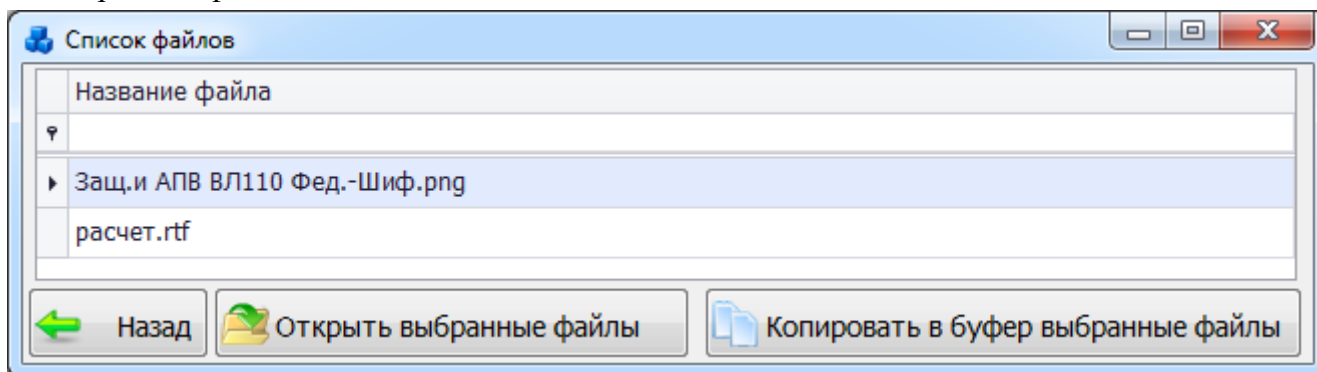 Список файлов
Название файла
Защ.и АПВ ВЛ110 Фед.-Шиф.png
расчет.rtf
Назад
Открыть выбранные файлы
Копировать в буфер выбранные файлы